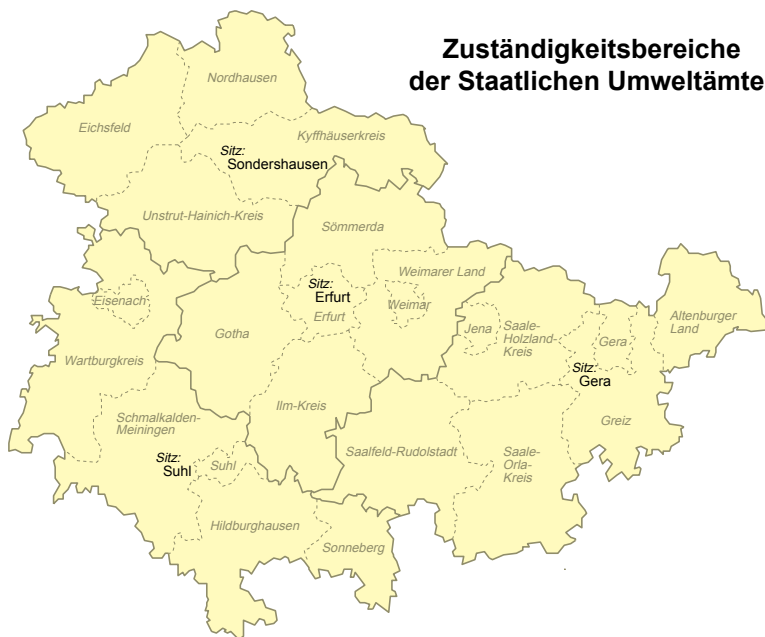 Zuständigkeitsbereiche
der Staatlichen Umweltämte
Nordhausen
Eichsfeld
Kyffhäuserkreis
Sitz:
Sondershausen
Unstrut-Hainich-Kreis
Sömmerda
Weimarer Land
Sitz:
Erfurt
Erfurt
Weimar
Eisenach
Gotha
Jena
Saale-
Holzland-
Kreis
Gera
Altenburger
Land
Wartburgkreis
Sitz:
Gera
Ilm-Kreis
Schmalkalden-
Meiningen
Greiz
Saalfeld-Rudolstadt
Saale-
Orla-
Kreis
Sitz:
Suhl
Suhl
Hildburghausen
Sonneberg